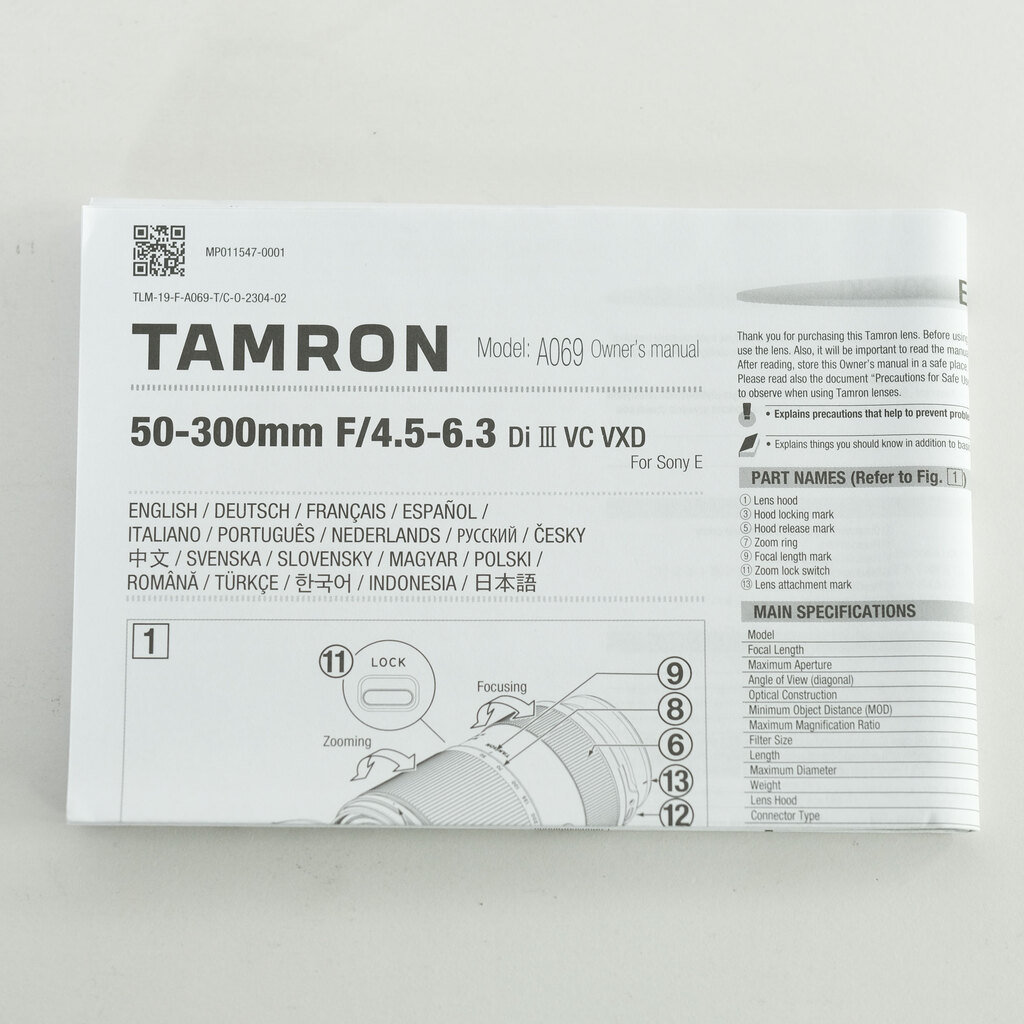 MP011547-0001
TLM-19-F-A069-T/C-O-2304-02
TAMRON Model: A069 Owner's manual
50-300mm F/4.5-6.3 Di III VC VXD
For Sony E
ENGLISH / DEUTSCH / FRANÇAIS / ESPAÑOL /
ITALIANO / PORTUGUÊS / NEDERLANDS / РУССКИЙ / ČESKY
中文 / SVENSKA / SLOVENSKY / MAGYAR / POLSKI /
ROMÂNĂ / TÜRKÇE / 한국어 / INDONESIA / 日本語
1
11
LOCK
Focusing
Zooming
9
8
6
13
12
E
Thank you for purchasing this Tamron lens. Before using
use the lens. Also, it will be important to read the manua
After reading, store this Owner's manual in a safe place
Please read also the document "Precautions for Safe Us
to observe when using Tamron lenses.
• Explains precautions that help to prevent proble
• Explains things you should know in addition to bas
PART NAMES (Refer to Fig. 1)
① Lens hood
③ Hood locking mark
⑤ Hood release mark
⑦ Zoom ring
⑨ Focal length mark
⑪ Zoom lock switch
⑬ Lens attachment mark
MAIN SPECIFICATIONS
Model
Focal Length
Maximum Aperture
Angle of View (diagonal)
Optical Construction
Minimum Object Distance (MOD)
Maximum Magnification Ratio
Filter Size
Length
Maximum Diameter
Weight
Lens Hood
Connector Type